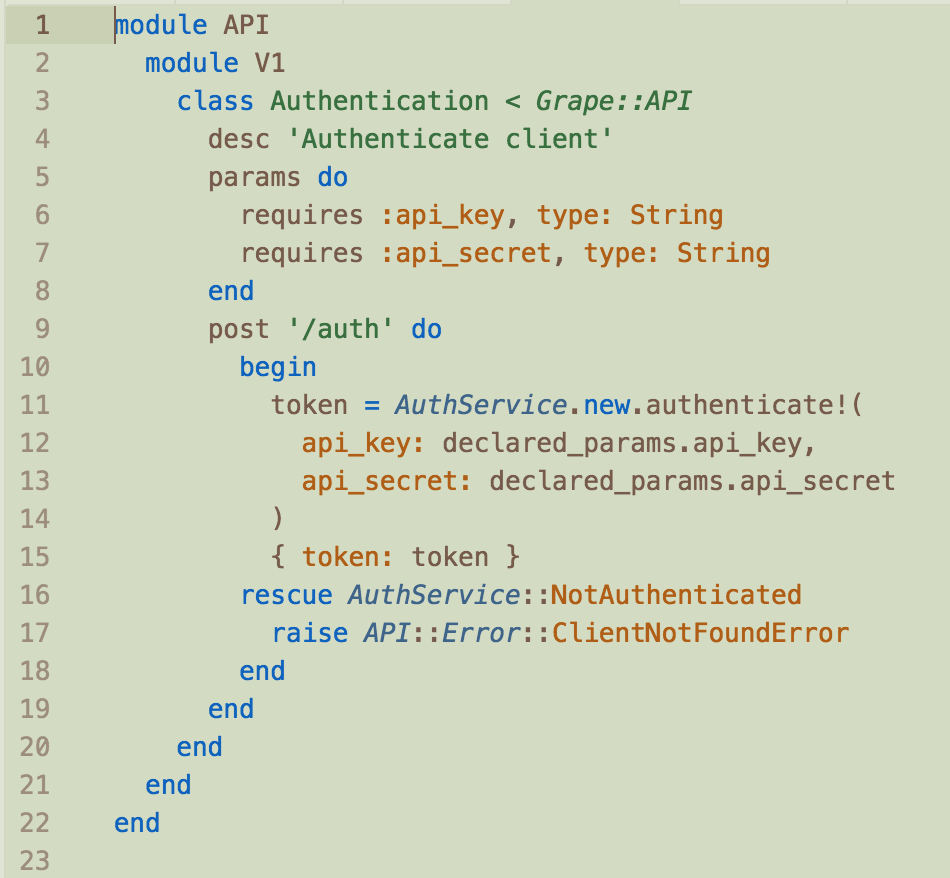 1 module API
2   module V1
3     class Authentication < Grape::API
4       desc 'Authenticate client'
5       params do
6         requires :api_key, type: String
7         requires :api_secret, type: String
8       end
9       post '/auth' do
10         begin
11           token = AuthService.new.authenticate!(
12             api_key: declared_params.api_key,
13             api_secret: declared_params.api_secret
14           )
15           { token: token }
16         rescue AuthService::NotAuthenticated
17           raise API::Error::ClientNotFoundError
18         end
19       end
20     end
21   end
22 end
23